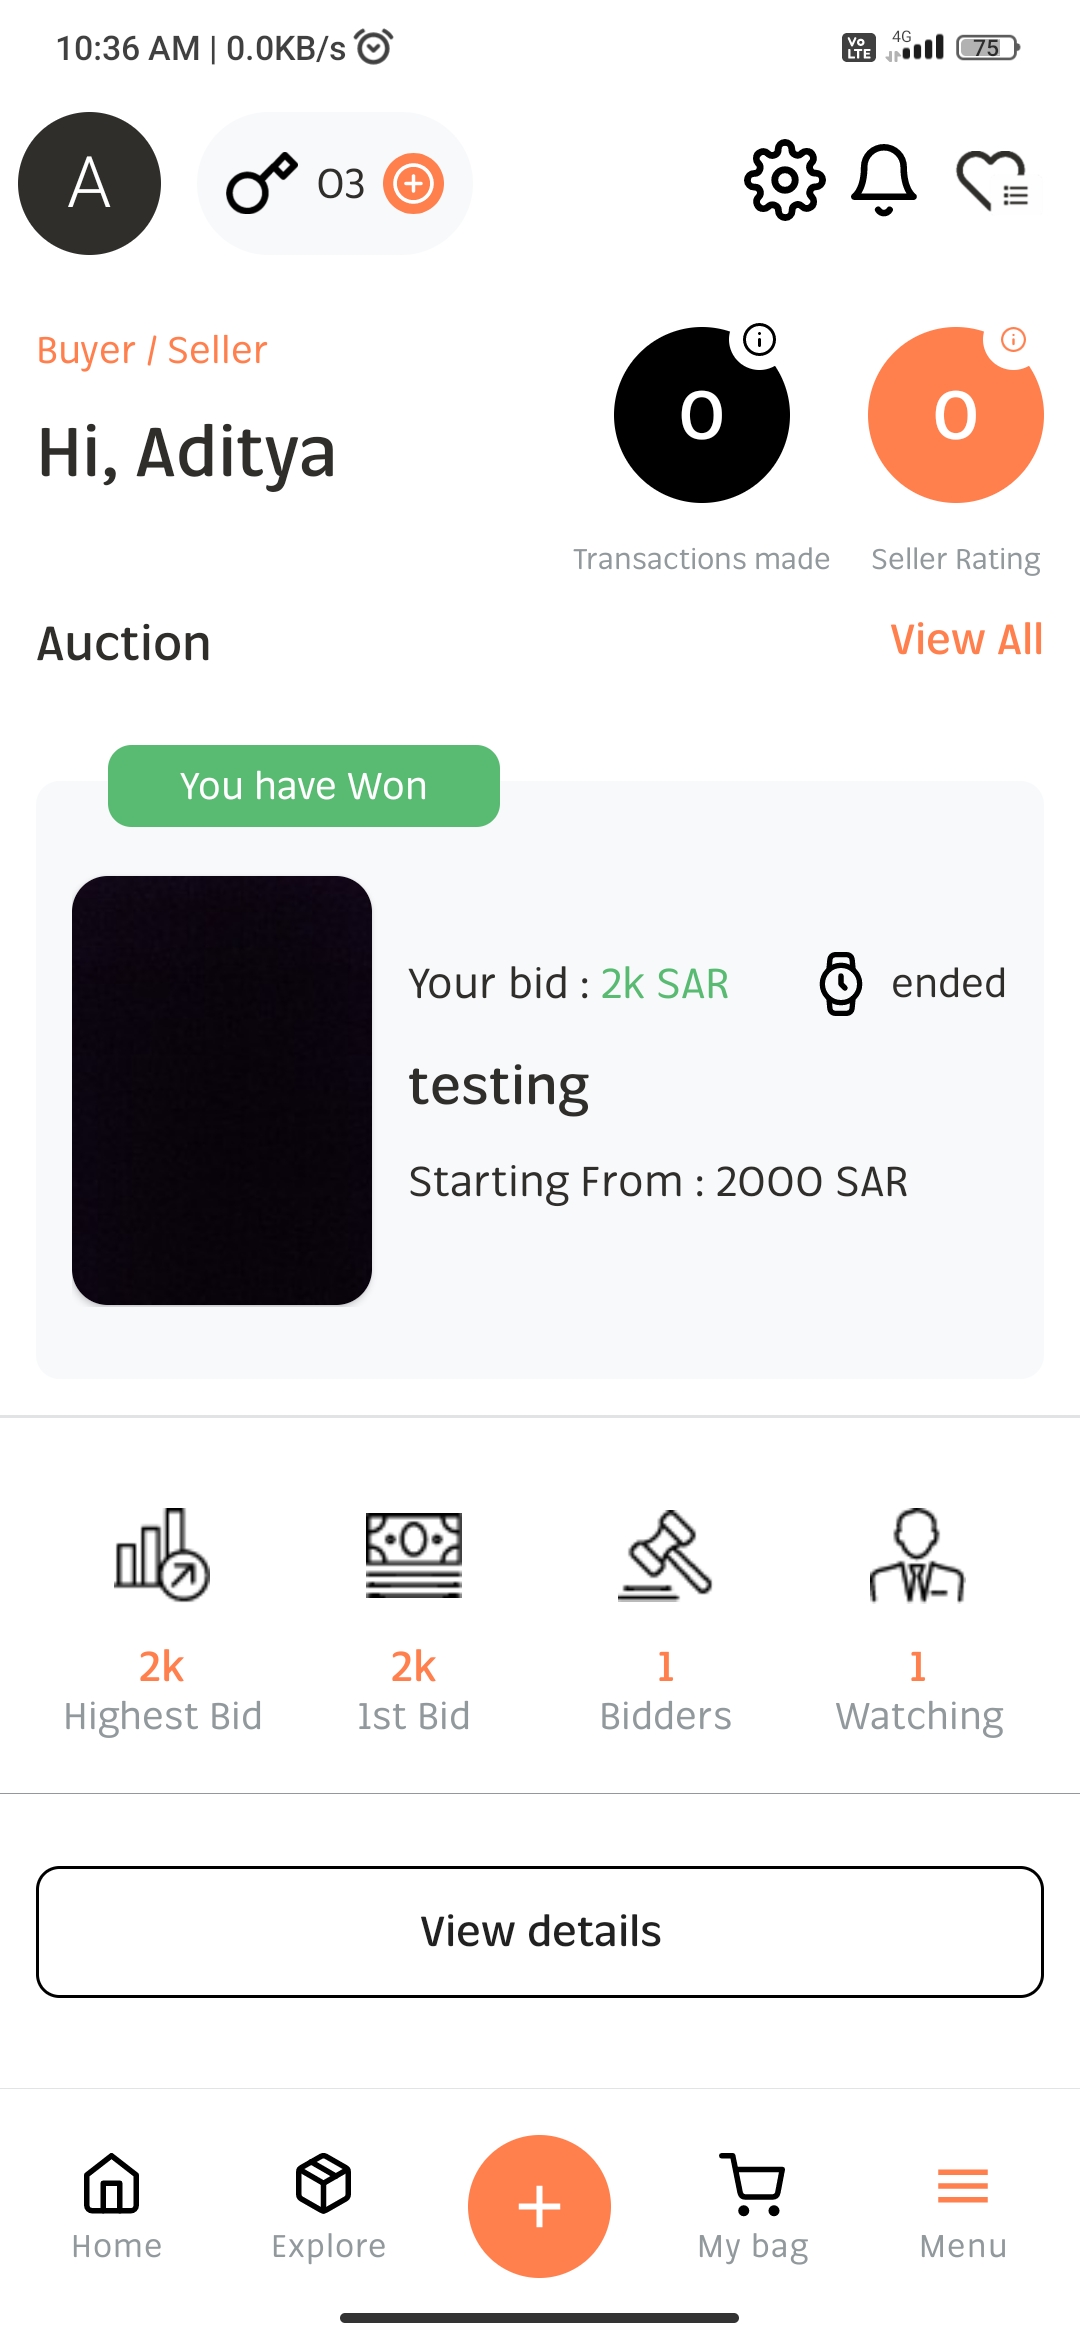 10:36 AM | 0.0KB/s
Vo LTE 4G 75
A
03
Buyer / Seller
Hi, Aditya
0
0
Transactions made
Seller Rating
Auction
View All
You have Won
Your bid : 2k SAR
ended
testing
Starting From : 2000 SAR
2k
2k
1
1
Highest Bid
1st Bid
Bidders
Watching
View details
Home
Explore
My bag
Menu